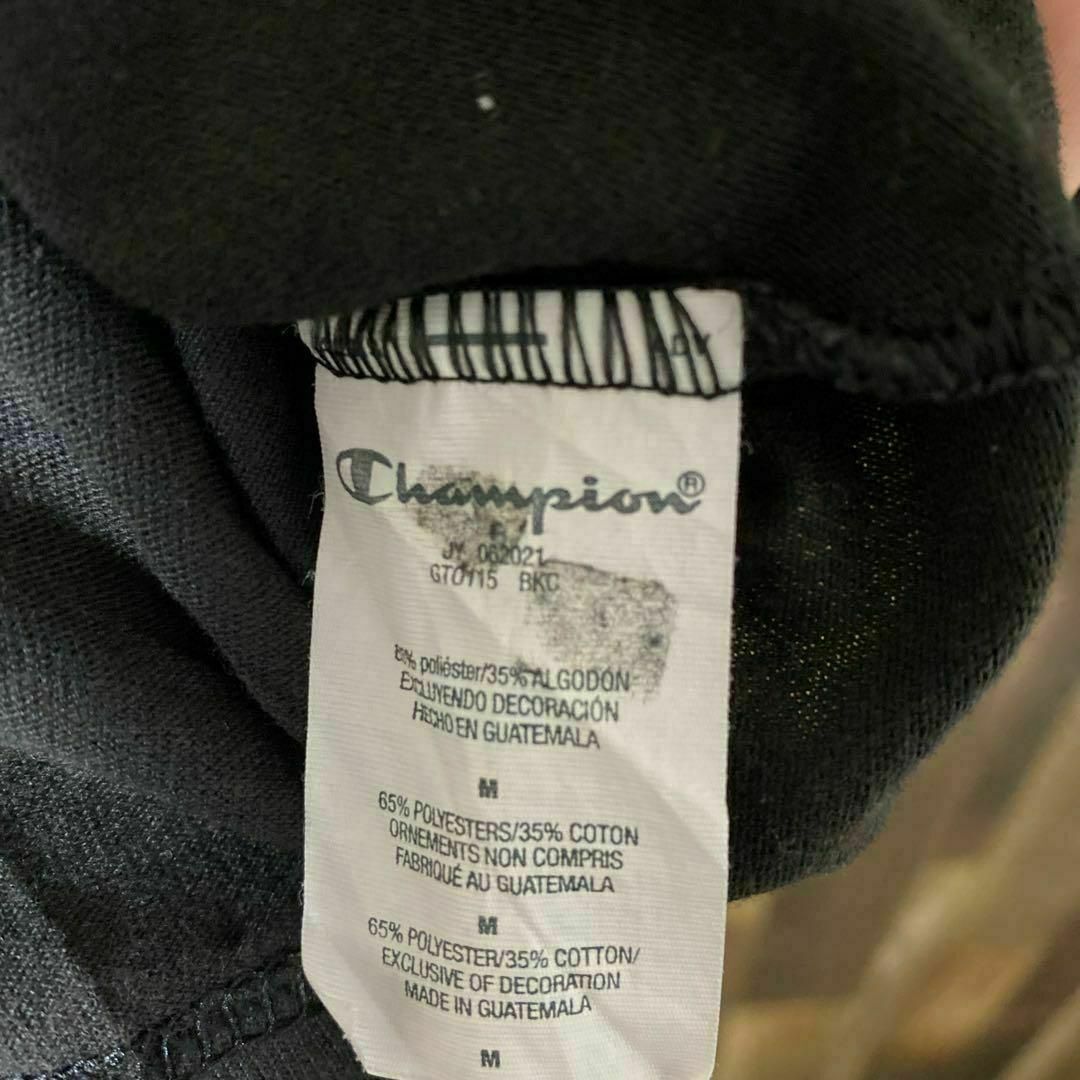 Champion®
JY 062021
GT0115 BKC
poliéster/35% ALGODÓN
EXCLUYENDO DECORACIÓN
HECHO EN GUATEMALA
M
65% POLYESTERS/35% COTON
ORNEMENTS NON COMPRIS
FABRIQUÉ AU GUATEMALA
M
65% POLYESTER/35% COTTON/
EXCLUSIVE OF DECORATION
MADE IN GUATEMALA
M